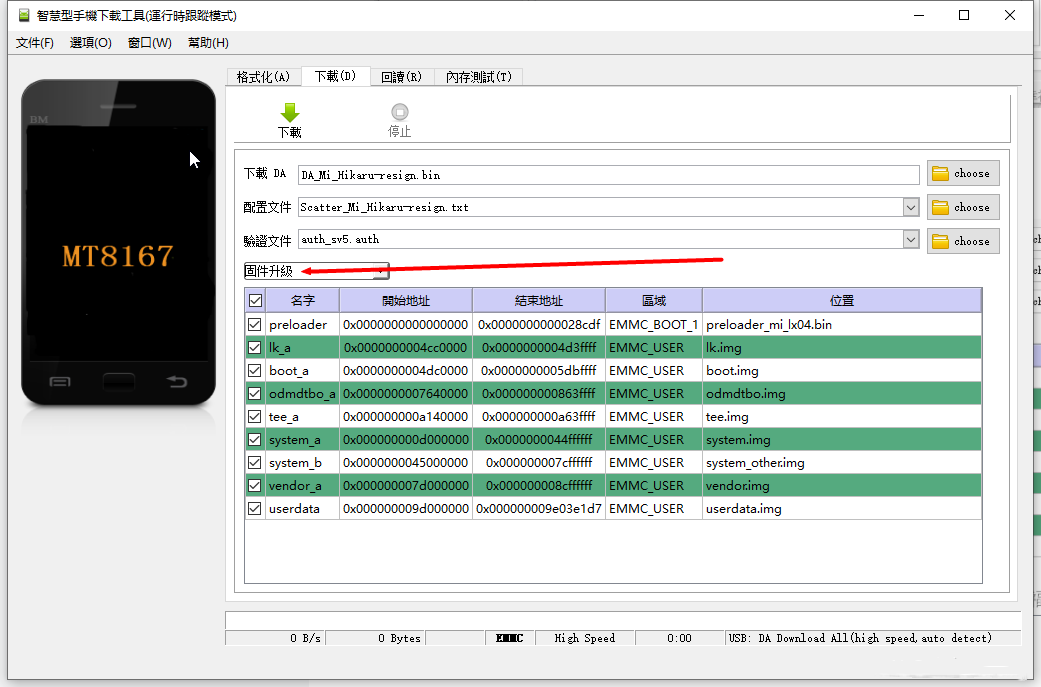 智慧型手機下載工具(運行時跟蹤模式)
文件(F) 選項(O) 窗口(W) 幫助(H)
格式化(A) 下載(D) 回讀(R) 內存測試(T)
BM
下載 停止
下載 DA DA_Mi_Hikaru-resign.bin choose
配置文件 Scatter_Mi_Hikaru-resign.txt choose
驗證文件 auth_sv5.auth choose
MT8167
固件升級
名字 開始地址 結束地址 區域 位置
preloader 0x0000000000000000 0x0000000000028cdf EMMC_BOOT_1 preloader_mi_lx04.bin
lk_a 0x0000000004cc0000 0x0000000004d3ffff EMMC_USER lk.img
boot_a 0x0000000004dc0000 0x0000000005dbffff EMMC_USER boot.img
odmdtbo_a 0x0000000007640000 0x000000000863ffff EMMC_USER odmdtbo.img
tee_a 0x000000000a140000 0x000000000a63ffff EMMC_USER tee.img
system_a 0x000000000d000000 0x0000000044ffffff EMMC_USER system.img
system_b 0x0000000045000000 0x000000007cffffff EMMC_USER system_other.img
vendor_a 0x000000007d000000 0x000000008cffffff EMMC_USER vendor.img
userdata 0x000000009d000000 0x000000009e03e1d7 EMMC_USER userdata.img
0 B/s 0 Bytes EMMC High Speed 0:00 USB: DA Download All(high speed,auto detect)